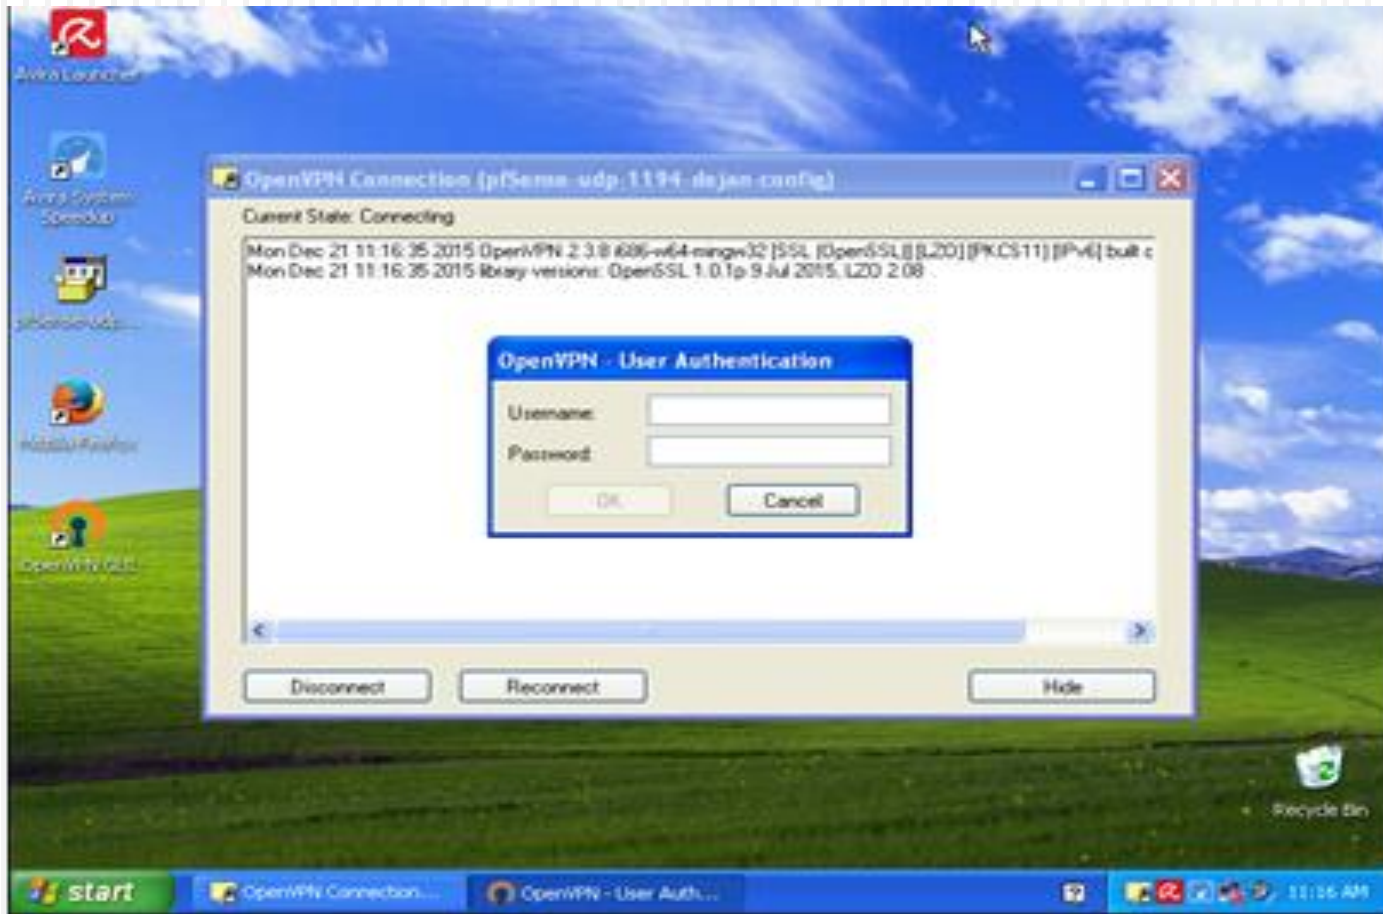 Avira Launcher
OpenVPN Connection (pfSense-udp-1194-dejan-config)
Avira System
Speedup
Current State: Connecting
Mon Dec 21 11:16:35 2015 OpenVPN 2.3.8 i686-w64-mingw32 [SSL (OpenSSL)] [LZO] [PKCS11] [IPv6] built c
Mon Dec 21 11:16:35 2015 library versions: OpenSSL 1.0.1p 9 Jul 2015, LZO 2.08
pfSense-udp...
OpenVPN - User Authentication
Username:
Password:
OK
Cancel
Mozilla Firefox
OpenVPN GUI
Disconnect
Reconnect
Hide
Recycle Bin
start
OpenVPN Connection...
OpenVPN - User Auth...
11:16 AM